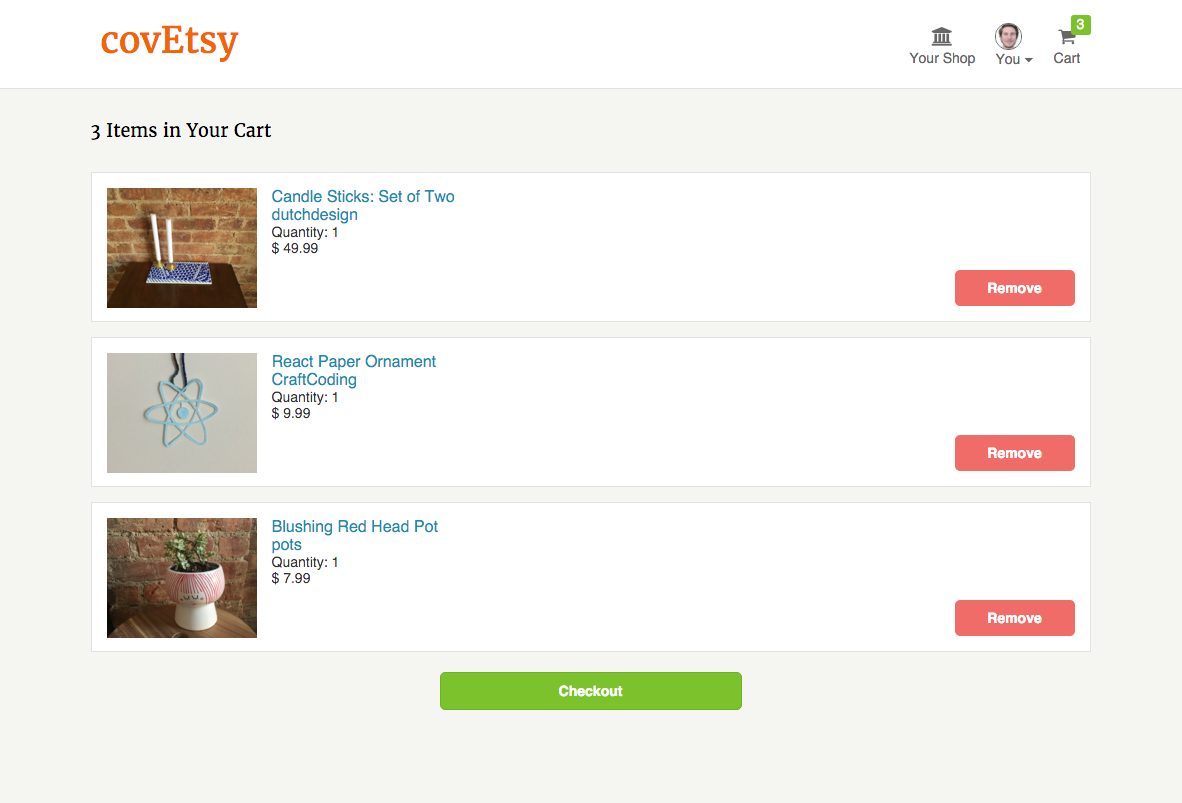 covEtsy
3
Your Shop
You
Cart
3 Items in Your Cart
Candle Sticks: Set of Two
dutchdesign
Quantity: 1
$ 49.99
Remove
React Paper Ornament
CraftCoding
Quantity: 1
$ 9.99
Remove
Blushing Red Head Pot
pots
Quantity: 1
$ 7.99
Remove
Checkout